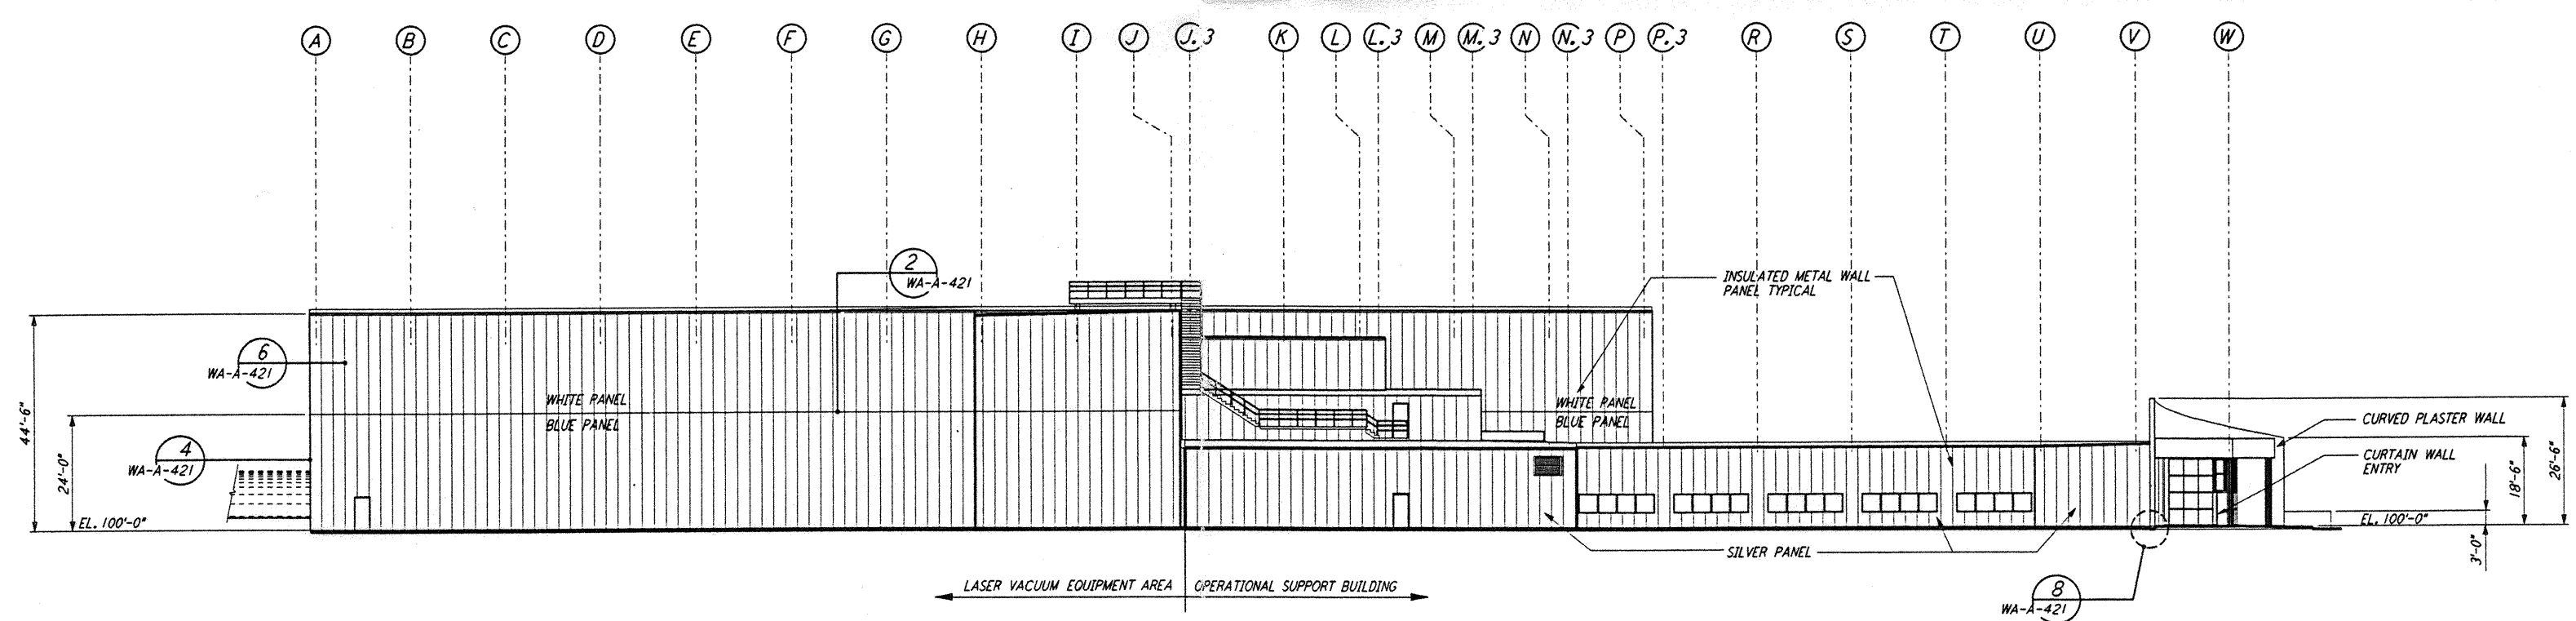 A B C D E F G H I J J.3 K L L.3 M M.3 N N.3 P P.3 R S T U V W
2
WA-A-421
INSULATED METAL WALL
PANEL TYPICAL
6
WA-A-421
44'-6"
WHITE PANEL
BLUE PANEL
WHITE PANEL
BLUE PANEL
CURVED PLASTER WALL
CURTAIN WALL
ENTRY
26'-6"
18'-6"
4
WA-A-421
24'-0"
EL. 100'-0"
EL. 100'-0"
3'-0"
SILVER PANEL
LASER VACUUM EQUIPMENT AREA
OPERATIONAL SUPPORT BUILDING
8
WA-A-421